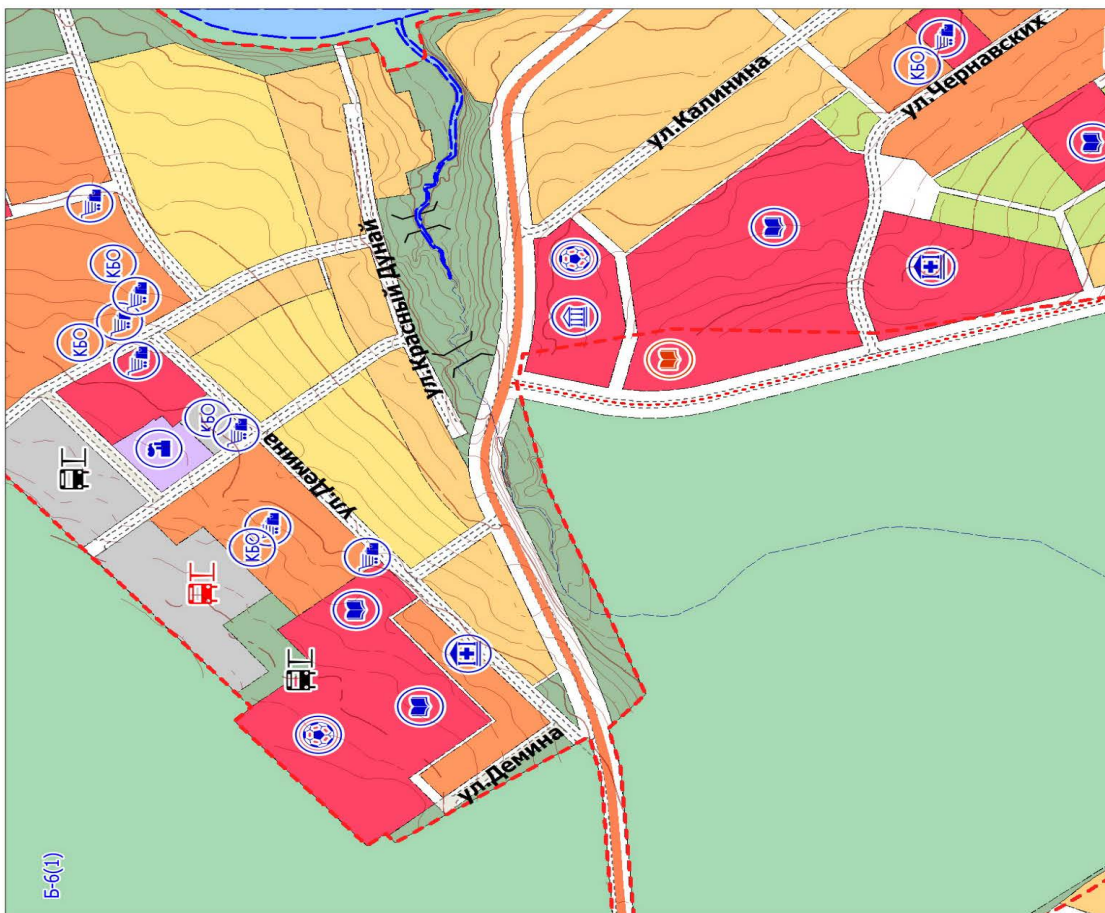 ул.Калинина
ул.Чернавских
КБО
ул.Красный Дунай
КБО
КБО
КБО
ул.Демина
КБО
ул.Демина
Б-6(1)